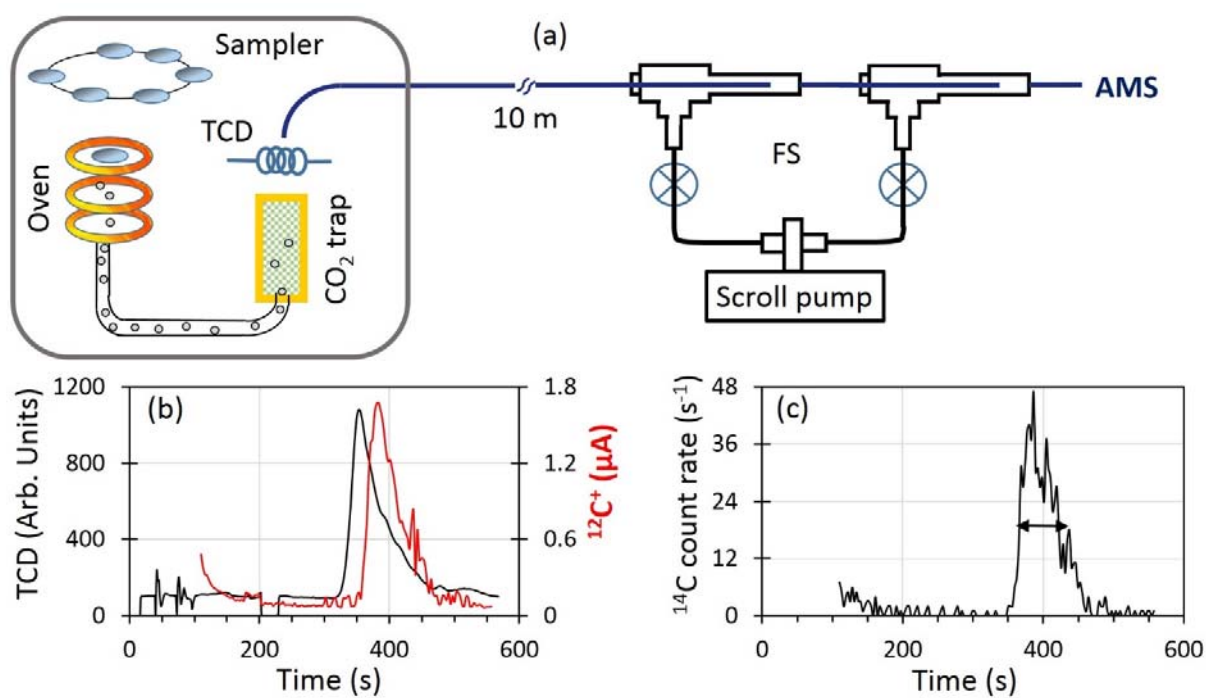 (a)
Sampler
AMS
10 m
TCD
FS
Oven
CO₂ trap
Scroll pump
(b)
TCD (Arb. Units)
1200
800
400
0
1.8
1.2
0.6
0
¹²C⁺ (µA)
0 200 400 600
Time (s)
(c)
¹⁴C count rate (s⁻¹)
48
36
24
12
0
0 200 400 600
Time (s)